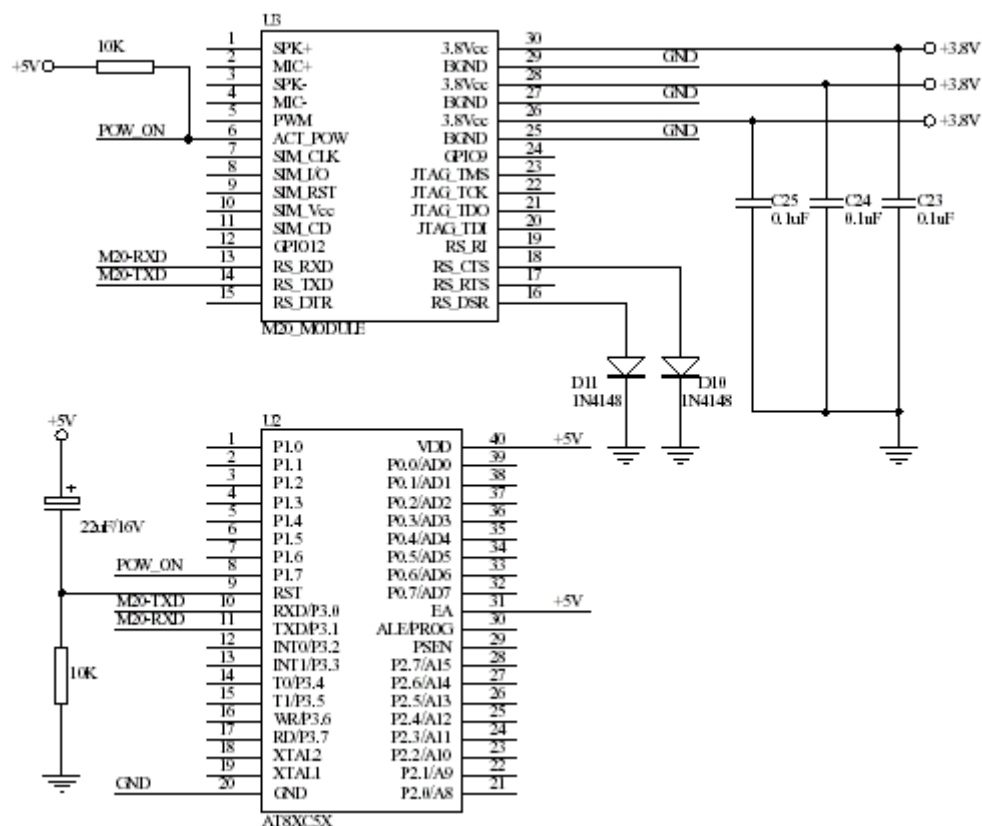 U3
10K
+5V
POW_ON
M20-RXD
M20-TXD
1 SPK+ 3.8Vcc 30
2 MIC+ BGND 29 GND
3 SPK- 3.8Vcc 28
4 MIC- BGND 27 GND
5 PWM 3.8Vcc 26
6 ACT_POW BGND 25 GND
7 SIM_CLK GPIO9 24
8 SIM_I/O JTAG_TMS 23
9 SIM_RST JTAG_TCK 22
10 SIM_Vcc JTAG_TDO 21
11 SIM_CD JTAG_TDI 20
12 GPIO12 RS_RI 19
13 RS_RXD RS_CTS 18
14 RS_TXD RS_RTS 17
15 RS_DTR RS_DSR 16
M20_MODULE
+3.8V
+3.8V
+3.8V
C25
0.1uF
C24
0.1uF
C23
0.1uF
D11
1N4148
D10
1N4148
+5V
+
22uF/16V
10K
U2
POW_ON
M20-TXD
M20-RXD
GND
1 P1.0 VDD 40 +5V
2 P1.1 P0.0/AD0 39
3 P1.2 P0.1/AD1 38
4 P1.3 P0.2/AD2 37
5 P1.4 P0.3/AD3 36
6 P1.5 P0.4/AD4 35
7 P1.6 P0.5/AD5 34
8 P1.7 P0.6/AD6 33
9 RST P0.7/AD7 32
10 RXD/P3.0 EA 31 +5V
11 TXD/P3.1 ALE/PROG 30
12 INT0/P3.2 PSEN 29
13 INT1/P3.3 P2.7/A15 28
14 T0/P3.4 P2.6/A14 27
15 T1/P3.5 P2.5/A13 26
16 WR/P3.6 P2.4/A12 25
17 RD/P3.7 P2.3/A11 24
18 XTAL2 P2.2/A10 23
19 XTAL1 P2.1/A9 22
20 GND P2.0/A8 21
AT8XC5X